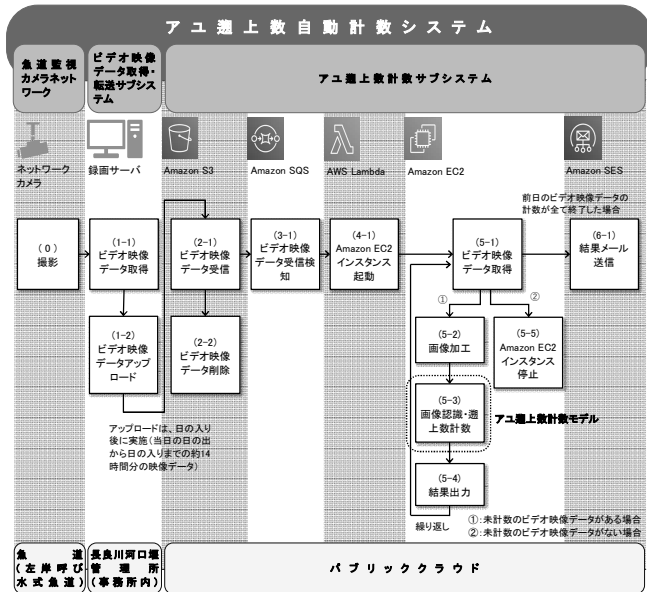 アユ遡上数自動計数システム
魚道監視
カメラネット
ワーク
ビデオ映像
データ取得・
転送サブシス
テム
アユ遡上数計数サブシステム
ネットワーク
カメラ
録画サーバ
Amazon S3
Amazon SQS
AWS Lambda
Amazon EC2
Amazon SES
前日のビデオ映像データの
計数が全て終了した場合
(0)
撮影
(1-1)
ビデオ映像
データ取得
(2-1)
ビデオ映像
データ受信
(3-1)
ビデオ映像
データ受信検
知
(4-1)
Amazon EC2
インスタンス
起動
(5-1)
ビデオ映像
データ取得
(6-1)
結果メール
送信
①
②
(1-2)
ビデオ映像
データアップ
ロード
(2-2)
ビデオ映像
データ削除
(5-2)
画像加工
(5-5)
Amazon EC2
インスタンス
停止
(5-3)
画像認識・遡
上数計数
アユ遡上数計数モデル
アップロードは、日の入り
後に実施(当日の日の出
から日の入りまでの約14
時間分の映像データ)
(5-4)
結果出力
繰り返し
①:未計数のビデオ映像データがある場合
②:未計数のビデオ映像データがない場合
魚道
(左岸呼び
水式魚道)
長良川河口堰
管理所
(事務所内)
パブリッククラウド